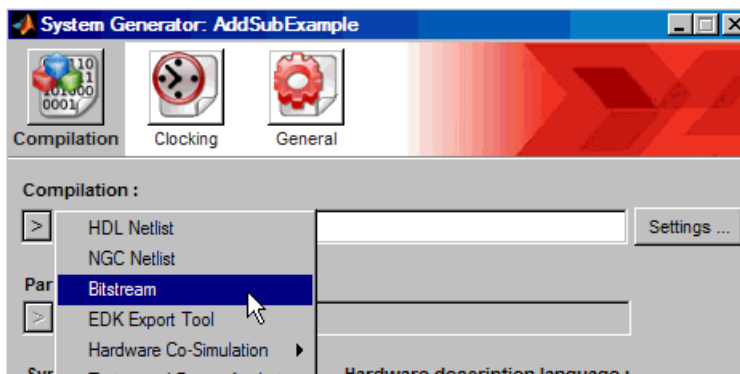 System Generator: AddSubExample
Compilation
Clocking
General
Compilation :
>
Settings ...
HDL Netlist
NGC Netlist
Par
Bitstream
>
EDK Export Tool
Hardware Co-Simulation
Hardware description language :